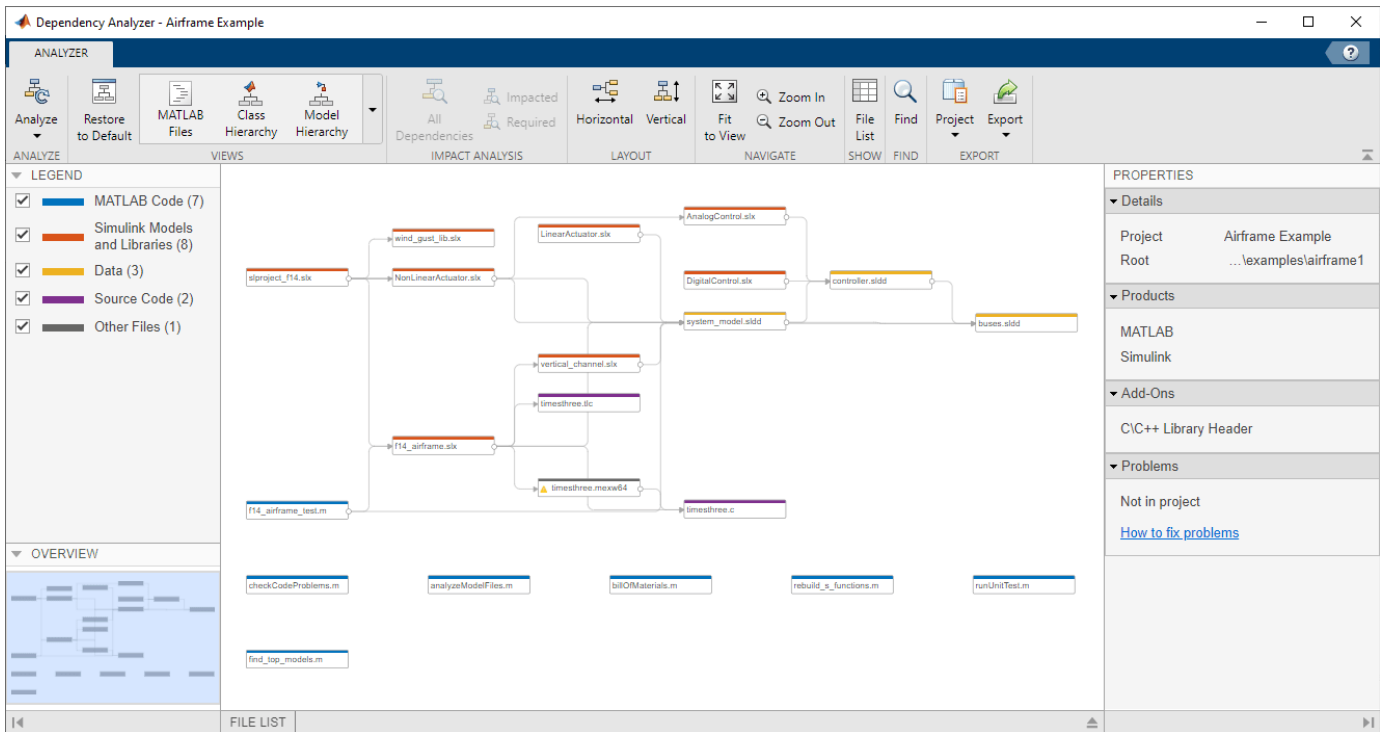 Dependency Analyzer - Airframe Example
ANALYZER
?
Analyze
Restore
to Default
MATLAB
Files
Class
Hierarchy
Model
Hierarchy
All
Dependencies
Impacted
Required
Horizontal
Vertical
Fit
to View
Zoom In
Zoom Out
File
List
Find
Project
Export
ANALYZE
VIEWS
IMPACT ANALYSIS
LAYOUT
NAVIGATE
SHOW
FIND
EXPORT
LEGEND
MATLAB Code (7)
Simulink Models
and Libraries (8)
Data (3)
Source Code (2)
Other Files (1)
OVERVIEW
AnalogControl.slx
wind_gust_lib.slx
LinearActuator.slx
slproject_f14.slx
NonLinearActuator.slx
DigitalControl.slx
controller.sldd
system_model.sldd
buses.sldd
vertical_channel.slx
timesthree.tlc
f14_airframe.slx
timesthree.mexw64
f14_airframe_test.m
timesthree.c
checkCodeProblems.m
analyzeModelFiles.m
billOfMaterials.m
rebuild_s_functions.m
runUnitTest.m
find_top_models.m
FILE LIST
PROPERTIES
Details
Project Airframe Example
Root ...\examples\airframe1
Products
MATLAB
Simulink
Add-Ons
C\C++ Library Header
Problems
Not in project
How to fix problems